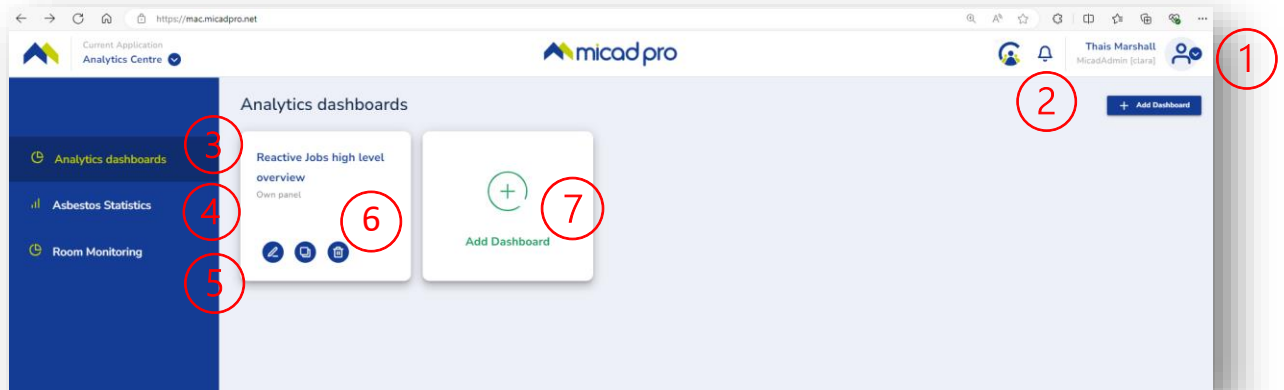 https://mac.micadpro.net
Current Application
Analytics Centre
micad pro
Thais Marshall
MicadAdmin [clara]
1
2
Analytics dashboards
+ Add Dashboard
3
Analytics dashboards
Reactive Jobs high level
overview
Own panel
4
Asbestos Statistics
6
7
Add Dashboard
Room Monitoring
5